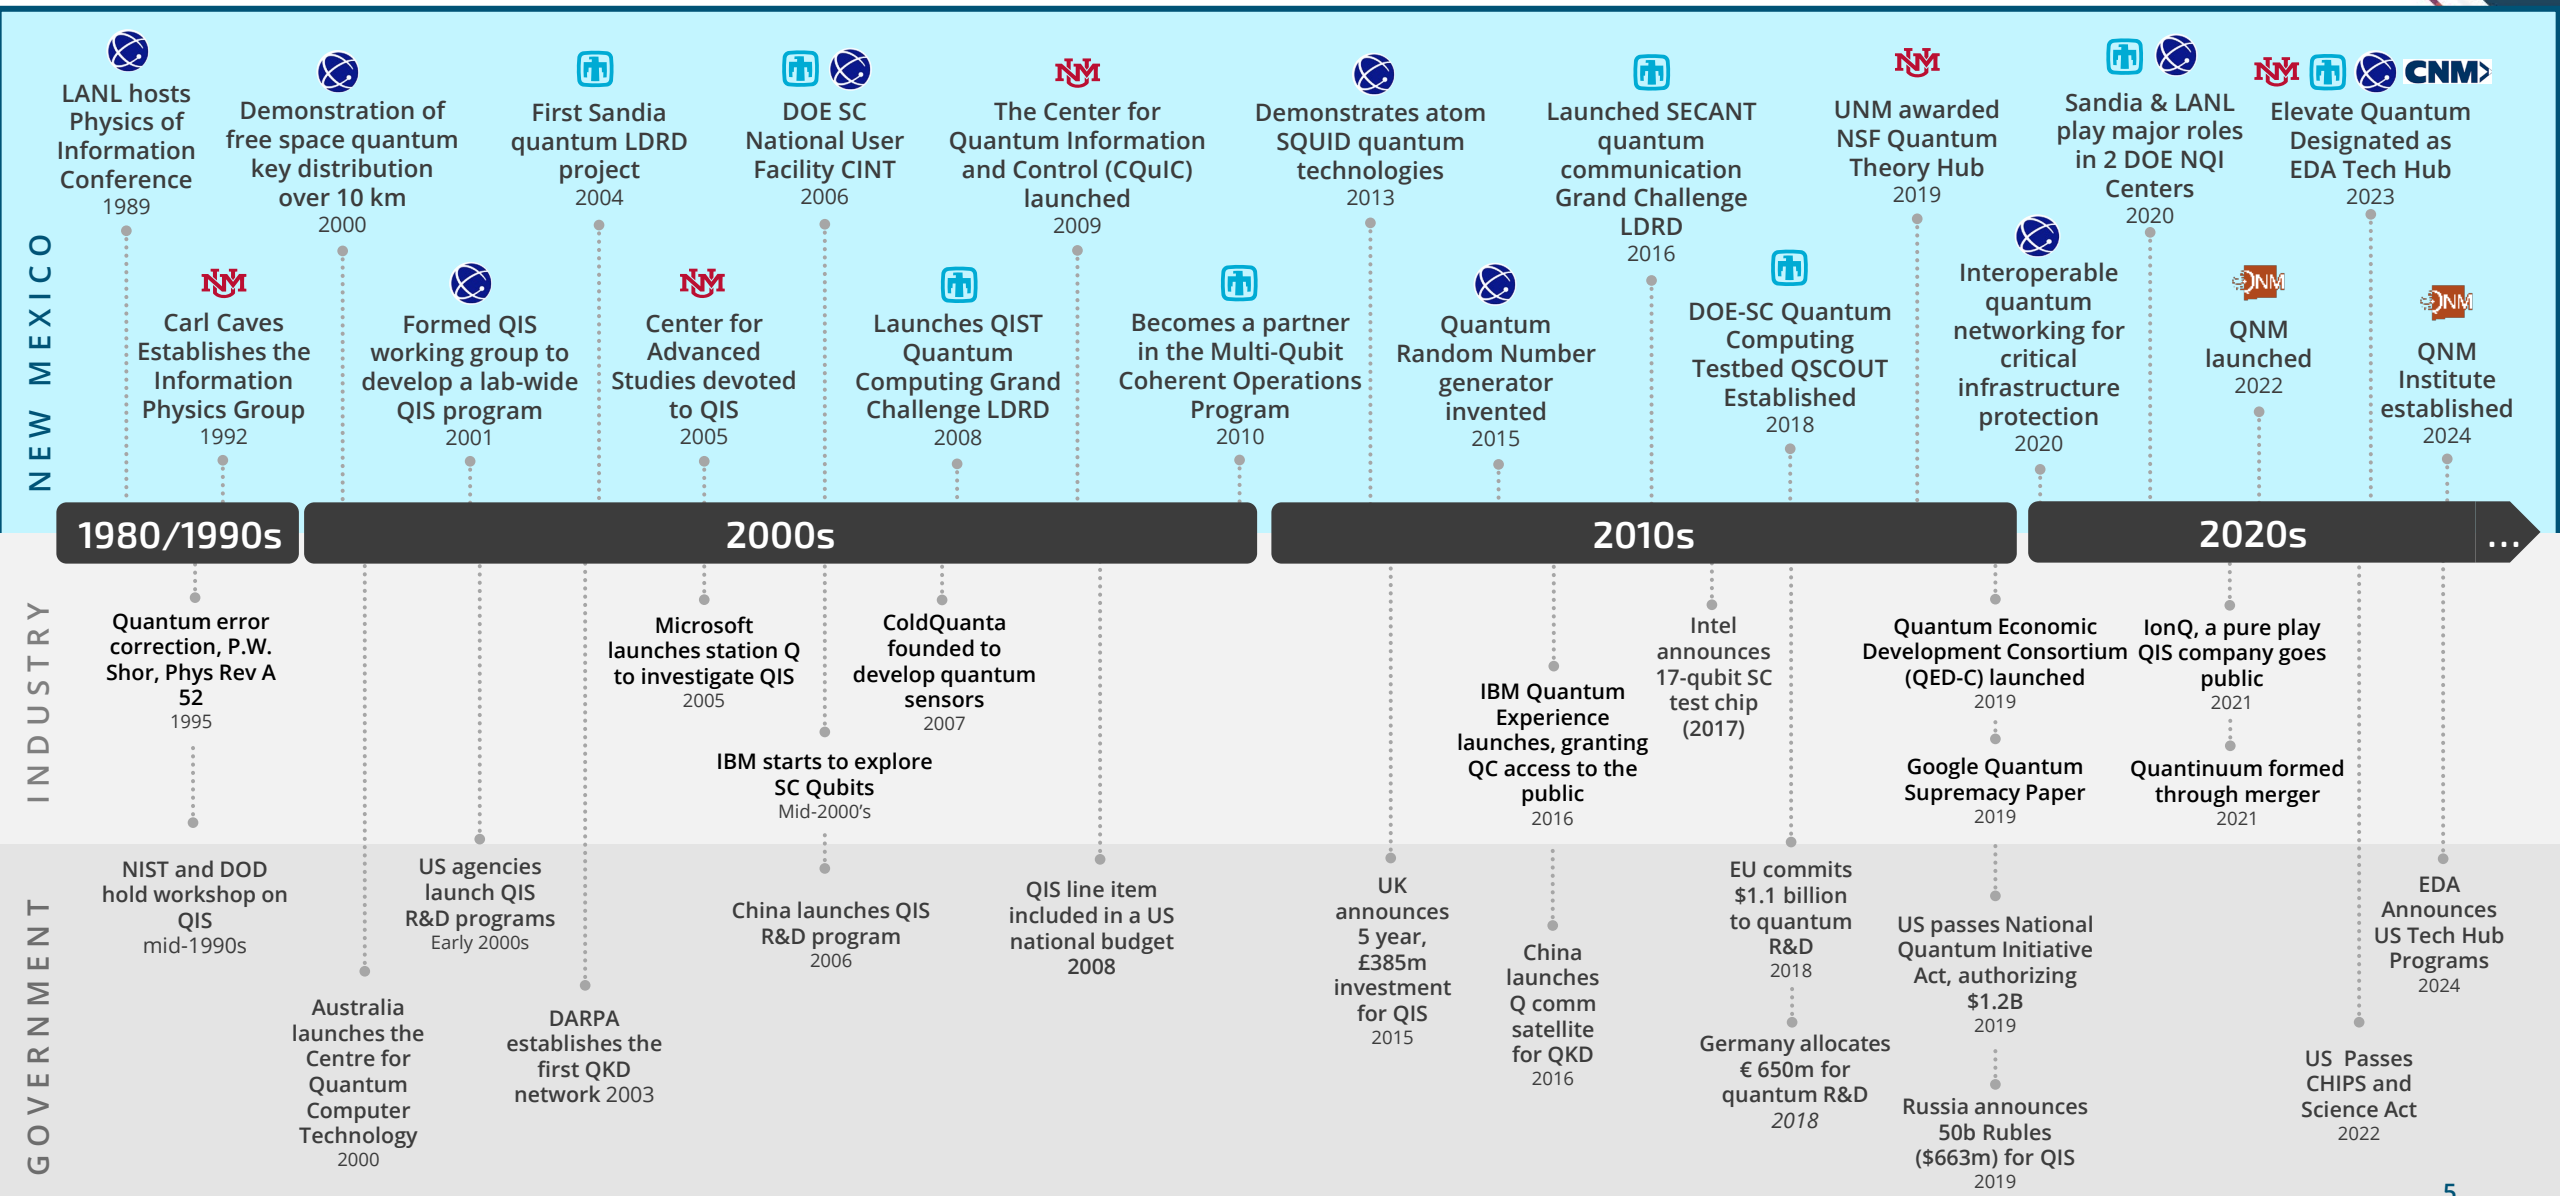 NEW MEXICO
LANL hosts
Physics of
Information
Conference
1989
Carl Caves
Establishes the
Information
Physics Group
1992
Demonstration of
free space quantum
key distribution
over 10 km
2000
Formed QIS
working group to
develop a lab-wide
QIS program
2001
First Sandia
quantum LDRD
project
2004
NM
Center for
Advanced
Studies devoted
to QIS
2005
DOE SC
National User
Facility CINT
2006
Launches QIST
Quantum
Computing Grand
Challenge LDRD
2008
NM
The Center for
Quantum Information
and Control (CQuIC)
launched
2009
Becomes a partner
in the Multi-Qubit
Coherent Operations
Program
2010
Demonstrates atom
SQUID quantum
technologies
2013
Quantum
Random Number
generator
invented
2015
Launched SECANT
quantum
communication
Grand Challenge
LDRD
2016
DOE-SC Quantum
Computing
Testbed QSCOUT
Established
2018
NM
UNM awarded
NSF Quantum
Theory Hub
2019
Interoperable
quantum
networking for
critical
infrastructure
protection
2020
Sandia & LANL
play major roles
in 2 DOE NQI
Centers
2020
QNM
QNM
launched
2022
NM CNM
Elevate Quantum
Designated as
EDA Tech Hub
2023
QNM
QNM
Institute
established
2024
1980/1990s
2000s
2010s
2020s
...
INDUSTRY
Quantum error
correction, P.W.
Shor, Phys Rev A
52
1995
Microsoft
launches station Q
to investigate QIS
2005
IBM starts to explore
SC Qubits
Mid-2000's
ColdQuanta
founded to
develop quantum
sensors
2007
IBM Quantum
Experience
launches, granting
QC access to the
public
2016
Intel
announces
17-qubit SC
test chip
(2017)
Quantum Economic
Development Consortium
(QED-C) launched
2019
Google Quantum
Supremacy Paper
2019
IonQ, a pure play
QIS company goes
public
2021
Quantinuum formed
through merger
2021
GOVERNMENT
NIST and DOD
hold workshop on
QIS
mid-1990s
Australia
launches the
Centre for
Quantum
Computer
Technology
2000
US agencies
launch QIS
R&D programs
Early 2000s
DARPA
establishes the
first QKD
network 2003
China launches QIS
R&D program
2006
QIS line item
included in a US
national budget
2008
UK
announces
5 year,
£385m
investment
for QIS
2015
China
launches
Q comm
satellite
for QKD
2016
EU commits
$1.1 billion
to quantum
R&D
2018
Germany allocates
€ 650m for
quantum R&D
2018
US passes National
Quantum Initiative
Act, authorizing
$1.2B
2019
Russia announces
50b Rubles
($663m) for QIS
2019
US Passes
CHIPS and
Science Act
2022
EDA
Announces
US Tech Hub
Programs
2024
5